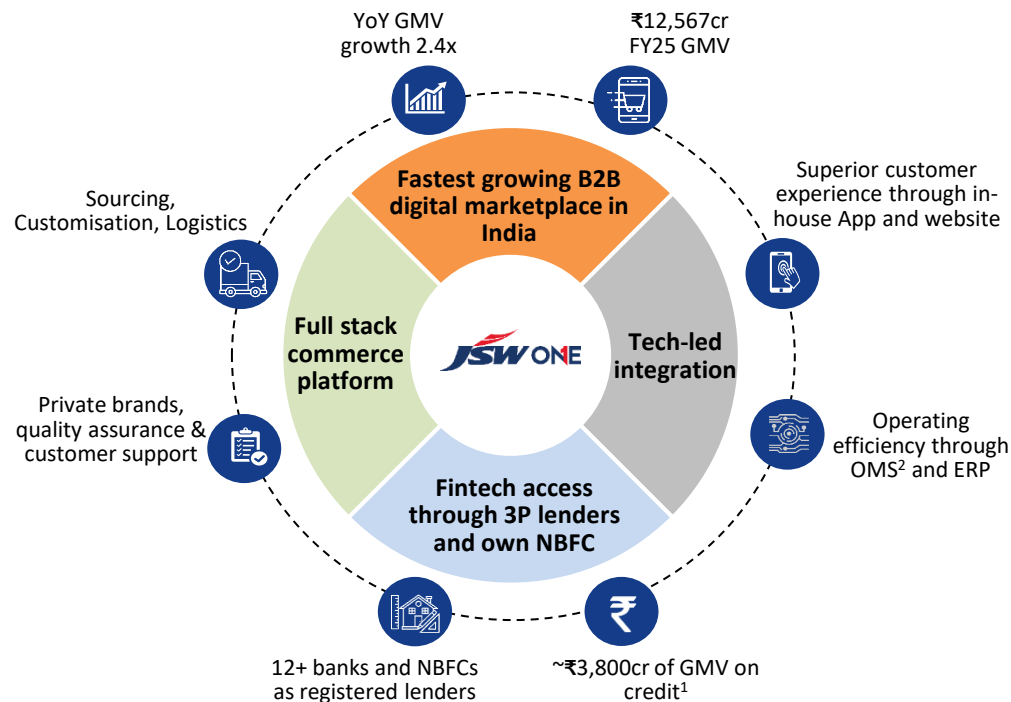 YoY GMV
growth 2.4x
₹12,567cr
FY25 GMV
Fastest growing B2B
digital marketplace in
India
Sourcing,
Customisation, Logistics
Superior customer
experience through in-
house App and website
Full stack
commerce
platform
JSW ONE
Tech-led
integration
Private brands,
quality assurance &
customer support
Operating
efficiency through
OMS² and ERP
Fintech access
through 3P lenders
and own NBFC
12+ banks and NBFCs
as registered lenders
~₹3,800cr of GMV on
credit¹
₹